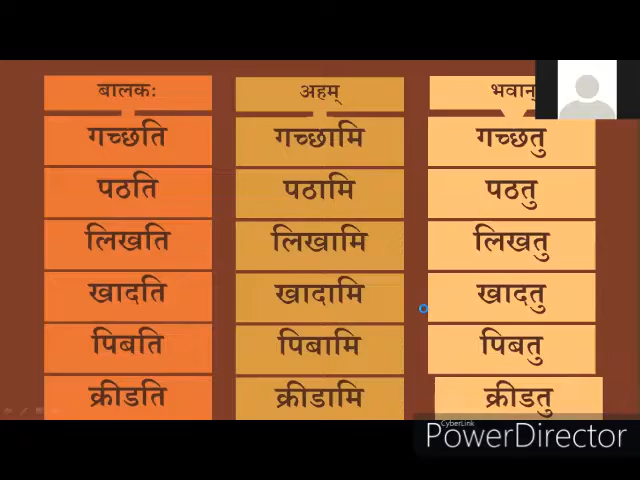 बालकः अहम् भवान्
गच्छति गच्छामि गच्छतु
पठति पठामि पठतु
लिखति लिखामि लिखतु
खादति खादामि खादतु
पिबति पिबामि पिबतु
क्रीडति क्रीडामि क्रीडतु
CyberLink
PowerDirector